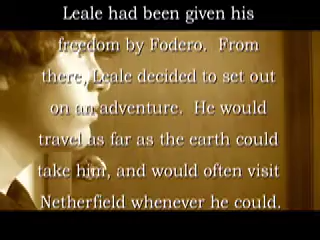 Leale had been given his
freedom by Fodero.  From
there, Leale decided to set out
on an adventure.  He would
travel as far as the earth could
take him, and would often visit
Netherfield whenever he could.